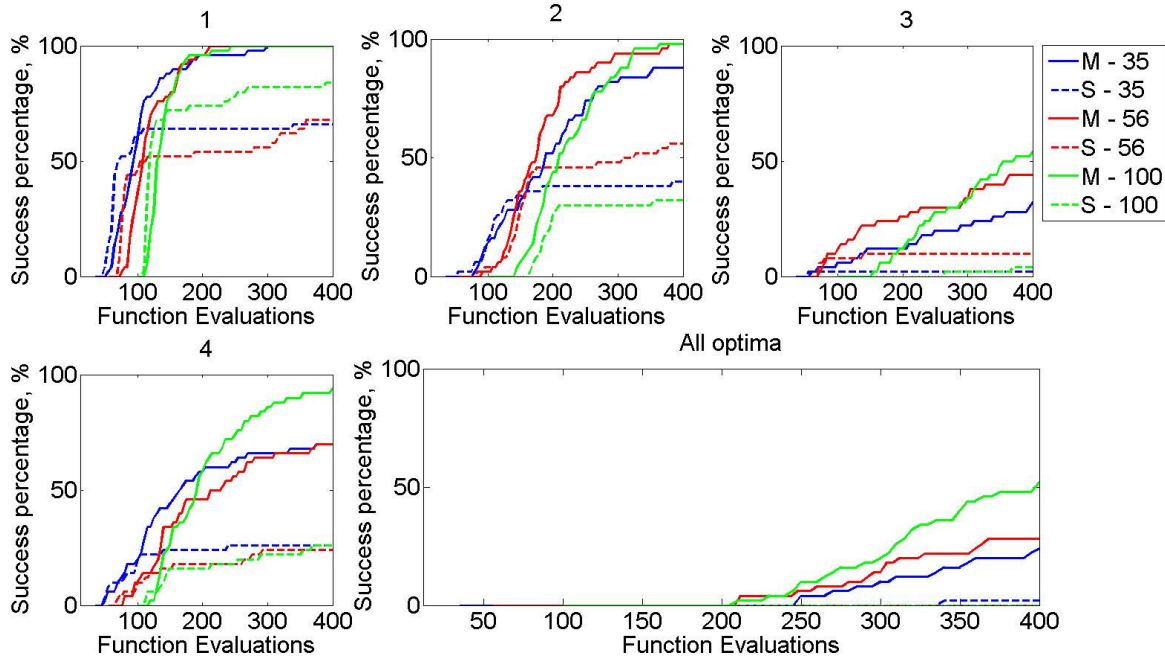 1
2
3
Success percentage, %
100
50
0
100
200
300
400
Function Evaluations
Success percentage, %
100
50
0
100
200
300
400
Function Evaluations
Success percentage, %
100
50
0
100
200
300
400
Function Evaluations
M - 35
S - 35
M - 56
S - 56
M - 100
S - 100
4
All optima
Success percentage, %
100
50
0
100
200
300
400
Function Evaluations
Success percentage, %
100
50
0
50
100
150
200
250
300
350
400
Function Evaluations